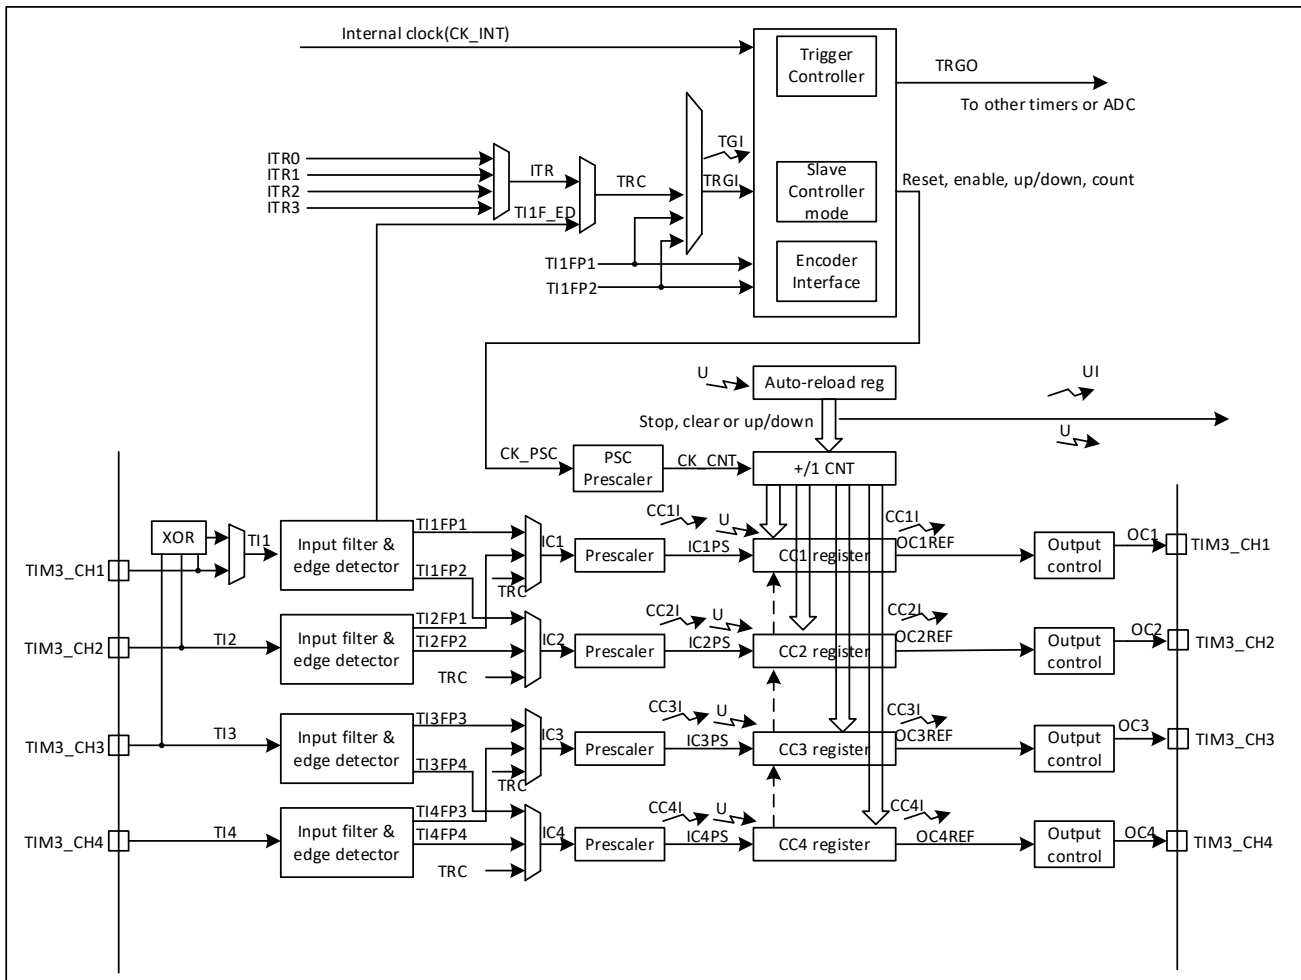 Internal clock(CK_INT)
Trigger
Controller
TRGO
To other timers or ADC
ITR0
ITR1
ITR2
ITR3
ITR
TI1F_ED
TRC
TGI
TRGI
Slave
Controller
mode
Reset, enable, up/down, count
TI1FP1
TI1FP2
Encoder
Interface
U
Auto-reload reg
UI
Stop, clear or up/down
U
CK_PSC
PSC
Prescaler
CK_CNT
+/1 CNT
XOR
TI1
Input filter &
edge detector
TI1FP1
TI1FP2
IC1
TRC
Prescaler
CC1I
U
IC1PS
CC1 register
CC1I
OC1REF
Output
control
OC1
TIM3_CH1
TIM3_CH1
TIM3_CH2
TI2
Input filter &
edge detector
TI2FP1
TI2FP2
TRC
IC2
Prescaler
CC2I
U
IC2PS
CC2 register
CC2I
OC2REF
Output
control
OC2
TIM3_CH2
TIM3_CH3
TI3
Input filter &
edge detector
TI3FP3
TI3FP4
IC3
TRC
Prescaler
CC3I
U
IC3PS
CC3 register
CC3I
OC3REF
Output
control
OC3
TIM3_CH3
TIM3_CH4
TI4
Input filter &
edge detector
TI4FP3
TI4FP4
TRC
IC4
Prescaler
CC4I
U
IC4PS
CC4 register
CC4I
OC4REF
Output
control
OC4
TIM3_CH4